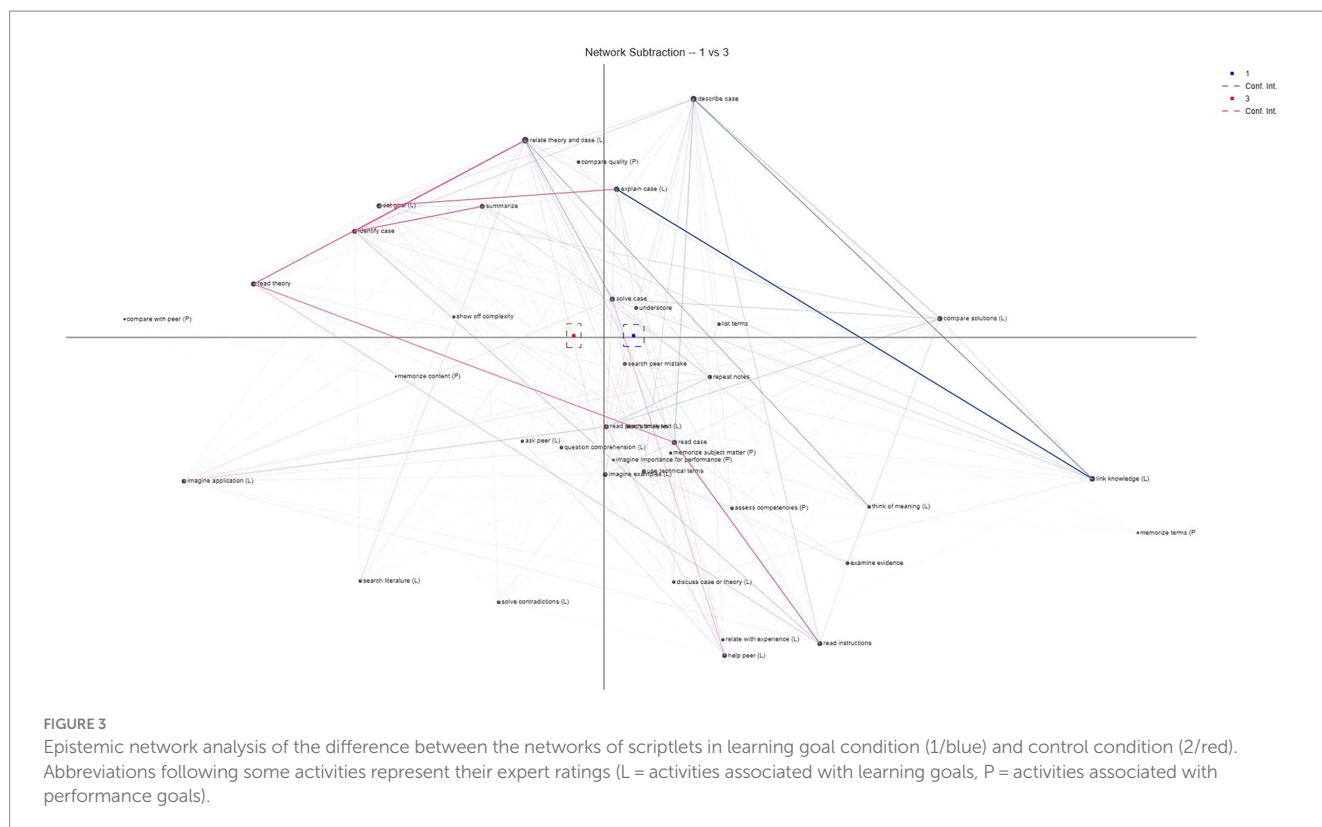 Network Subtraction -- 1 vs 3
1
Conf. Int.
3
Conf. Int.
describe case
relate theory and case (L)
compare quality (P)
explain case (L)
set goal (L)
summarize
identify case
read theory
solve case
underscore
compare with peer (P)
show off complexity
list terms
compare solutions (L)
search peer mistake
memorize content (P)
repeat notes
read
text (L)
ask peer (L)
read case
question comprehension (L)
memorize subject matter (P)
imagine importance for performance (P)
use technical terms
imagine examples (L)
imagine application (L)
link knowledge (L)
assess competencies (P)
think of meaning (L)
memorize terms (P
examine evidence
search literature (L)
discuss case or theory (L)
solve contradictions (L)
relate with experience (L)
read instructions
help peer (L)
FIGURE 3
Epistemic network analysis of the difference between the networks of scriptlets in learning goal condition (1/blue) and control condition (2/red).
Abbreviations following some activities represent their expert ratings (L = activities associated with learning goals, P = activities associated with
performance goals).